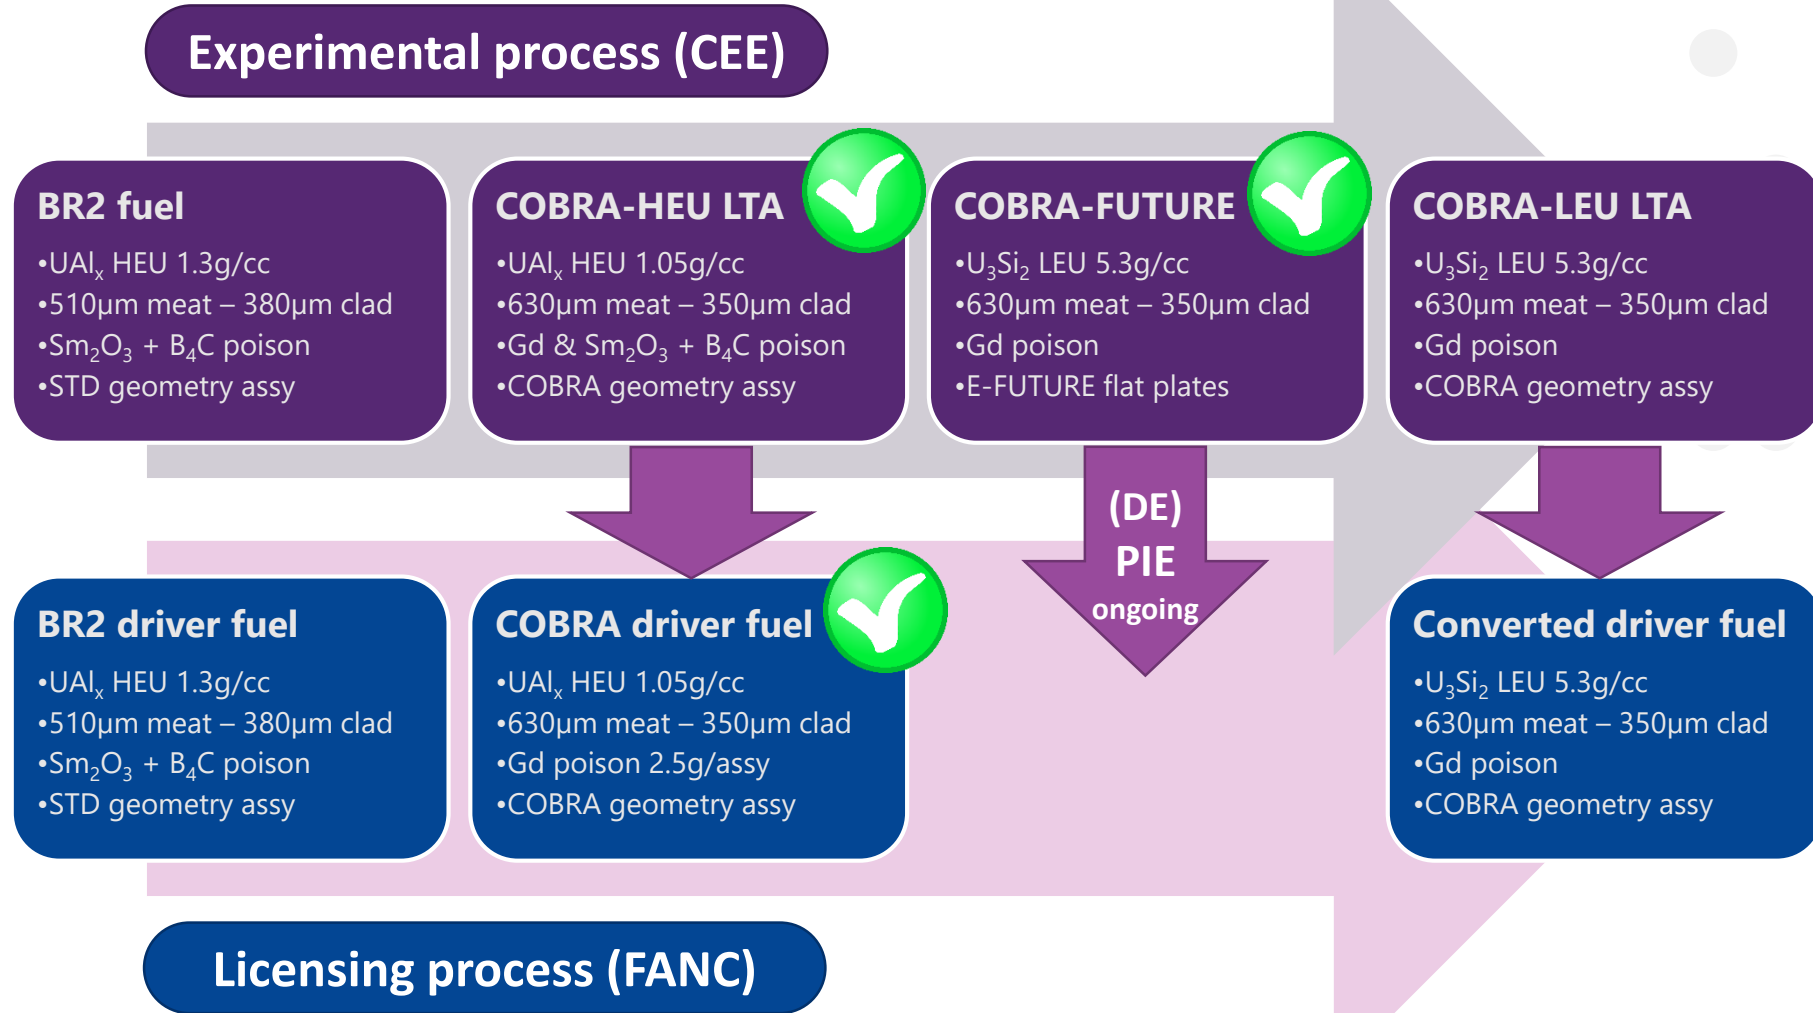 Experimental process (CEE)
BR2 fuel
•UAlₓ HEU 1.3g/cc
•510µm meat – 380µm clad
•Sm₂O₃ + B₄C poison
•STD geometry assy
COBRA-HEU LTA
•UAlₓ HEU 1.05g/cc
•630µm meat – 350µm clad
•Gd & Sm₂O₃ + B₄C poison
•COBRA geometry assy
COBRA-FUTURE
•U₃Si₂ LEU 5.3g/cc
•630µm meat – 350µm clad
•Gd poison
•E-FUTURE flat plates
COBRA-LEU LTA
•U₃Si₂ LEU 5.3g/cc
•630µm meat – 350µm clad
•Gd poison
•COBRA geometry assy
(DE)
PIE
ongoing
BR2 driver fuel
•UAlₓ HEU 1.3g/cc
•510µm meat – 380µm clad
•Sm₂O₃ + B₄C poison
•STD geometry assy
COBRA driver fuel
•UAlₓ HEU 1.05g/cc
•630µm meat – 350µm clad
•Gd poison 2.5g/assy
•COBRA geometry assy
Converted driver fuel
•U₃Si₂ LEU 5.3g/cc
•630µm meat – 350µm clad
•Gd poison
•COBRA geometry assy
Licensing process (FANC)